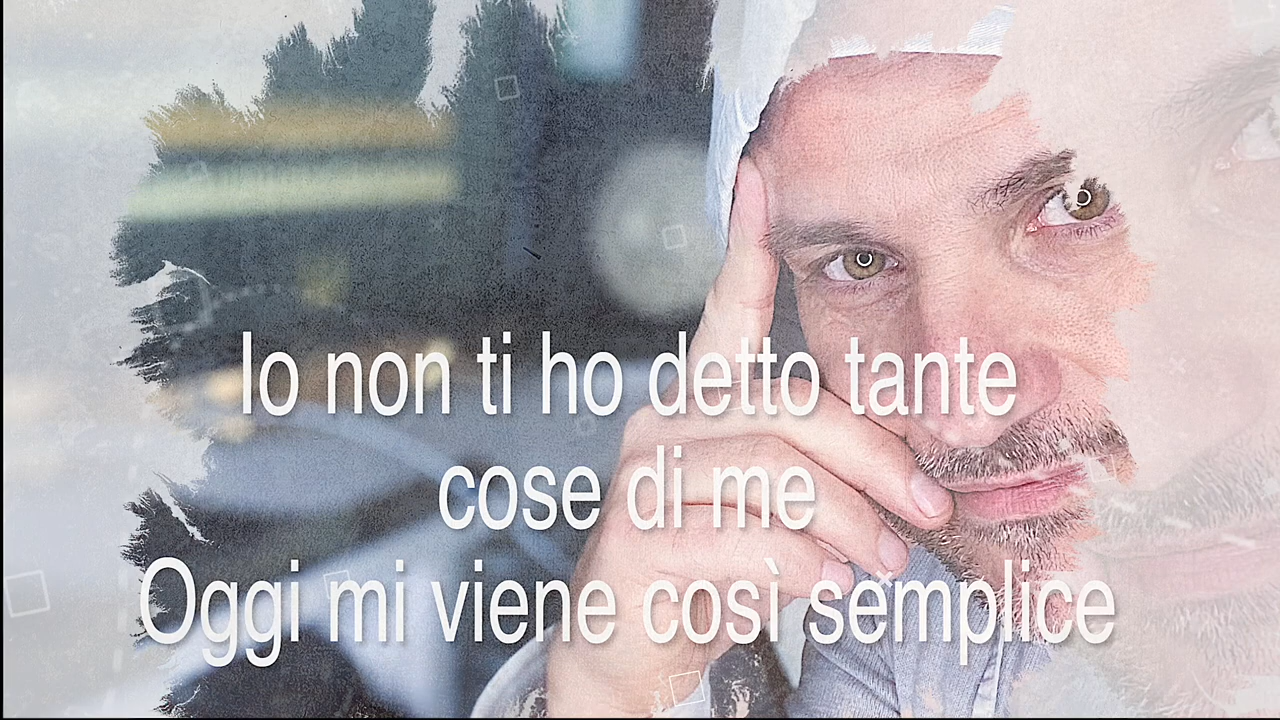 Io non ti ho detto tante
cose di me
Oggi mi viene così semplice